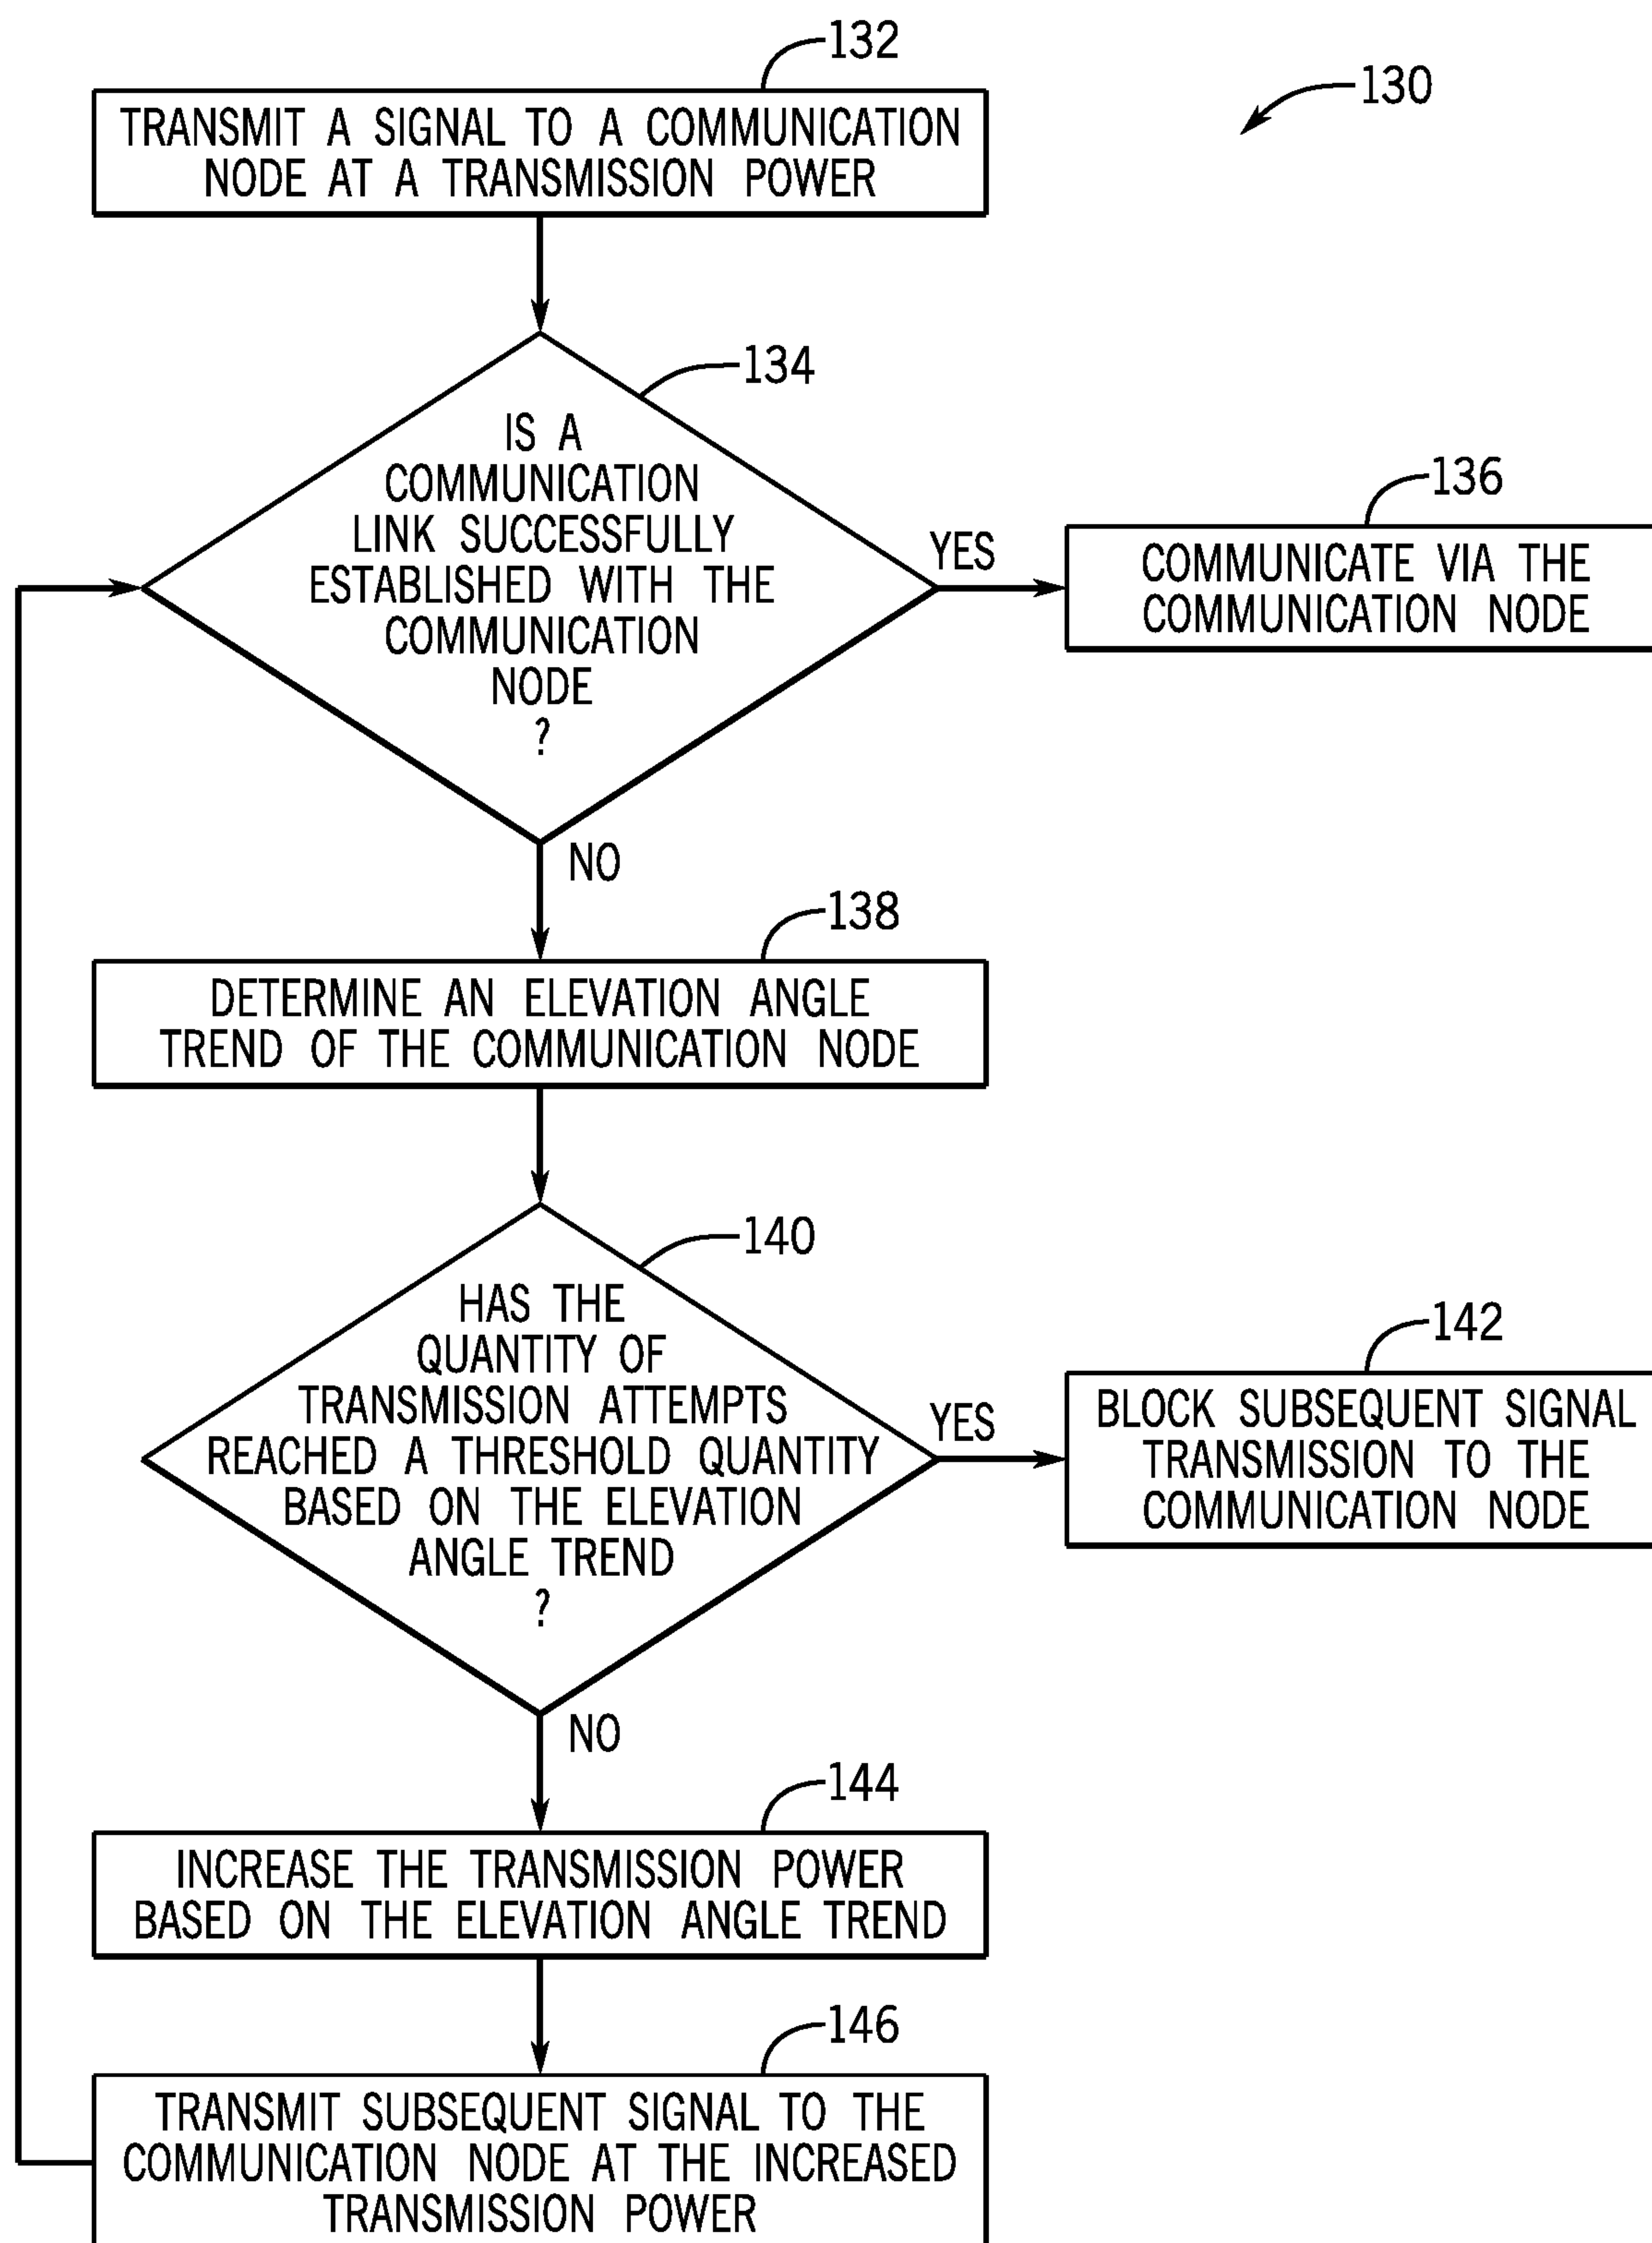 132
130
TRANSMIT A SIGNAL TO A COMMUNICATION
NODE AT A TRANSMISSION POWER
134
IS A
COMMUNICATION
LINK SUCCESSFULLY
ESTABLISHED WITH THE
COMMUNICATION
NODE
?
YES
136
COMMUNICATE VIA THE
COMMUNICATION NODE
NO
138
DETERMINE AN ELEVATION ANGLE
TREND OF THE COMMUNICATION NODE
140
HAS THE
QUANTITY OF
TRANSMISSION ATTEMPTS
REACHED A THRESHOLD QUANTITY
BASED ON THE ELEVATION
ANGLE TREND
?
YES
142
BLOCK SUBSEQUENT SIGNAL
TRANSMISSION TO THE
COMMUNICATION NODE
NO
144
INCREASE THE TRANSMISSION POWER
BASED ON THE ELEVATION ANGLE TREND
146
TRANSMIT SUBSEQUENT SIGNAL TO THE
COMMUNICATION NODE AT THE INCREASED
TRANSMISSION POWER